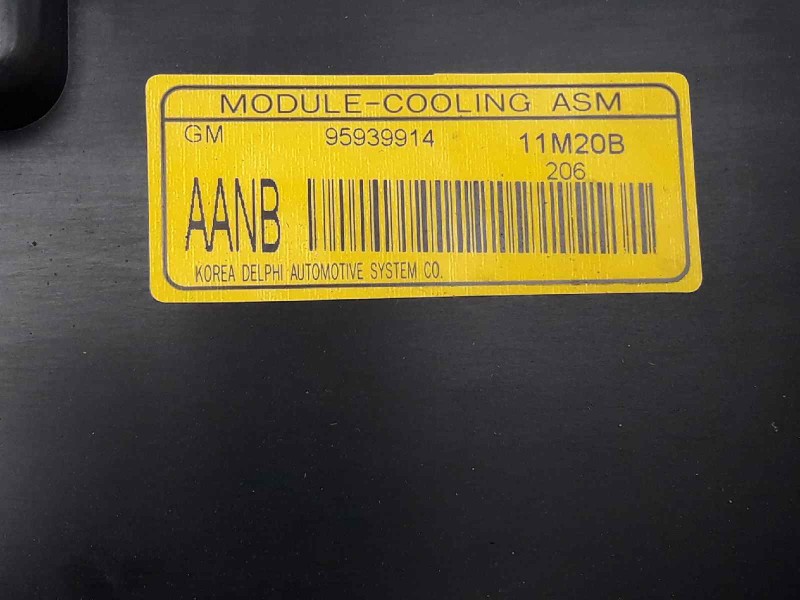 MODULE-COOLING ASM
GM 95939914 11M20B
206
AANB
KOREA DELPHI AUTOMOTIVE SYSTEM CO.